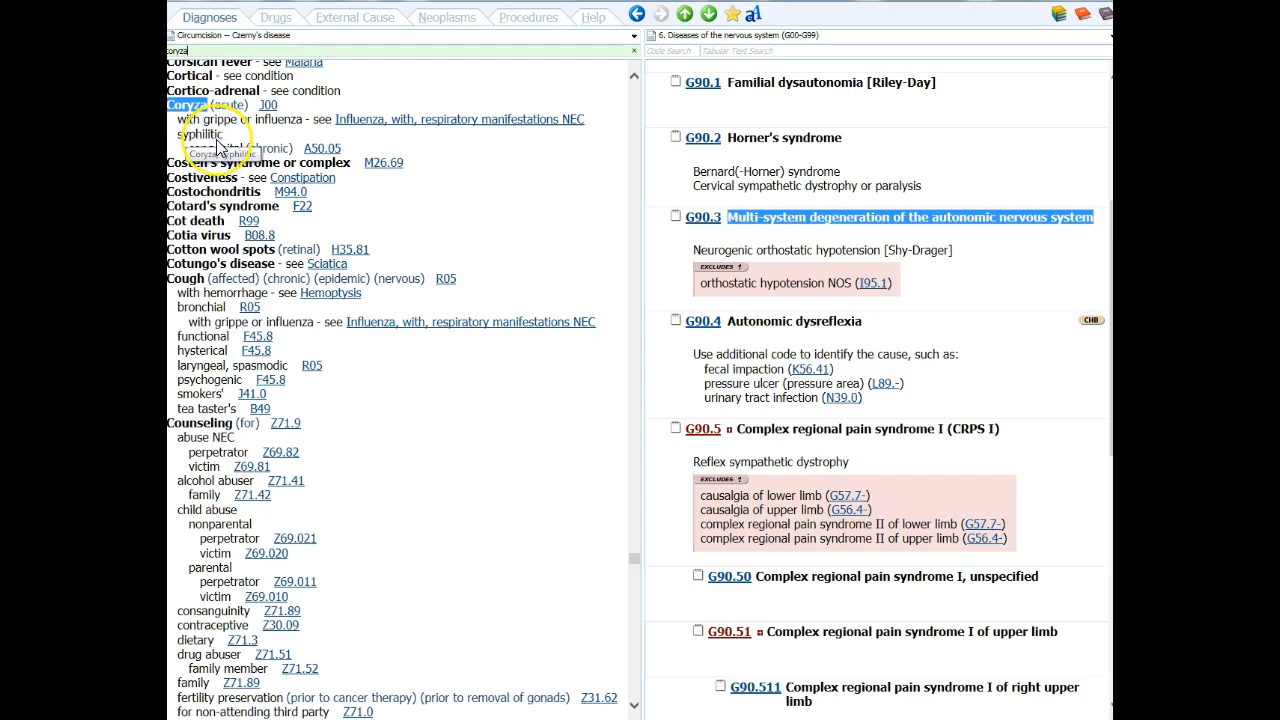 Diagnoses Drugs External Cause Neoplasms Procedures Help
Circumcision -- Czerny's disease
oryza
Corsican fever - see Malaria
Cortical - see condition
Cortico-adrenal - see condition
Coryza (acute) J00
with grippe or influenza - see Influenza, with, respiratory manifestations NEC
syphilitic
(chronic) A50.05
Costen's syndrome or complex M26.69
Costiveness - see Constipation
Costochondritis M94.0
Cotard's syndrome F22
Cot death R99
Cotia virus B08.8
Cotton wool spots (retinal) H35.81
Cotungo's disease - see Sciatica
Cough (affected) (chronic) (epidemic) (nervous) R05
with hemorrhage - see Hemoptysis
bronchial R05
with grippe or influenza - see Influenza, with, respiratory manifestations NEC
functional F45.8
hysterical F45.8
laryngeal, spasmodic R05
psychogenic F45.8
smokers' J41.0
tea taster's B49
Counseling (for) Z71.9
abuse NEC
perpetrator Z69.82
victim Z69.81
alcohol abuser Z71.41
family Z71.42
child abuse
nonparental
perpetrator Z69.021
victim Z69.020
parental
perpetrator Z69.011
victim Z69.010
consanguinity Z71.89
contraceptive Z30.09
dietary Z71.3
drug abuser Z71.51
family member Z71.52
family Z71.89
fertility preservation (prior to cancer therapy) (prior to removal of gonads) Z31.62
for non-attending third party Z71.0
6. Diseases of the nervous system (G00-G99)
Code Search Tabular Text Search
G90.1 Familial dysautonomia [Riley-Day]
G90.2 Horner's syndrome
Bernard(-Horner) syndrome
Cervical sympathetic dystrophy or paralysis
G90.3 Multi-system degeneration of the autonomic nervous system
Neurogenic orthostatic hypotension [Shy-Drager]
EXCLUDES 1
orthostatic hypotension NOS (I95.1)
G90.4 Autonomic dysreflexia
CHB
Use additional code to identify the cause, such as:
fecal impaction (K56.41)
pressure ulcer (pressure area) (L89.-)
urinary tract infection (N39.0)
G90.5 Complex regional pain syndrome I (CRPS I)
Reflex sympathetic dystrophy
EXCLUDES 1
causalgia of lower limb (G57.7-)
causalgia of upper limb (G56.4-)
complex regional pain syndrome II of lower limb (G57.7-)
complex regional pain syndrome II of upper limb (G56.4-)
G90.50 Complex regional pain syndrome I, unspecified
G90.51 Complex regional pain syndrome I of upper limb
G90.511 Complex regional pain syndrome I of right upper
limb